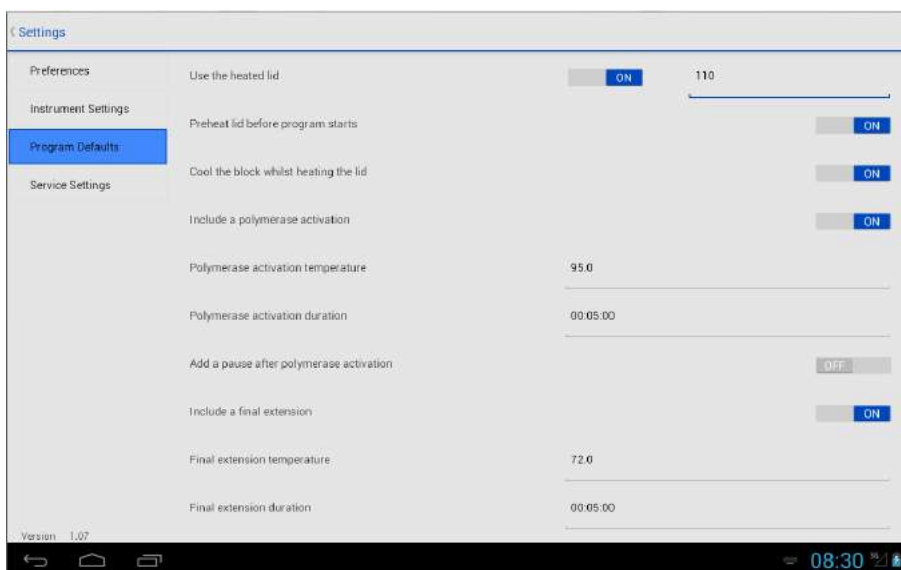 Settings
Preferences
Instrument Settings
Program Defaults
Service Settings
Use the heated lid ON 110
Preheat lid before program starts ON
Cool the block whilst heating the lid ON
Include a polymerase activation ON
Polymerase activation temperature 95.0
Polymerase activation duration 00:05:00
Add a pause after polymerase activation OFF
Include a final extension ON
Final extension temperature 72.0
Final extension duration 00:05:00
Version 1.07
08:30